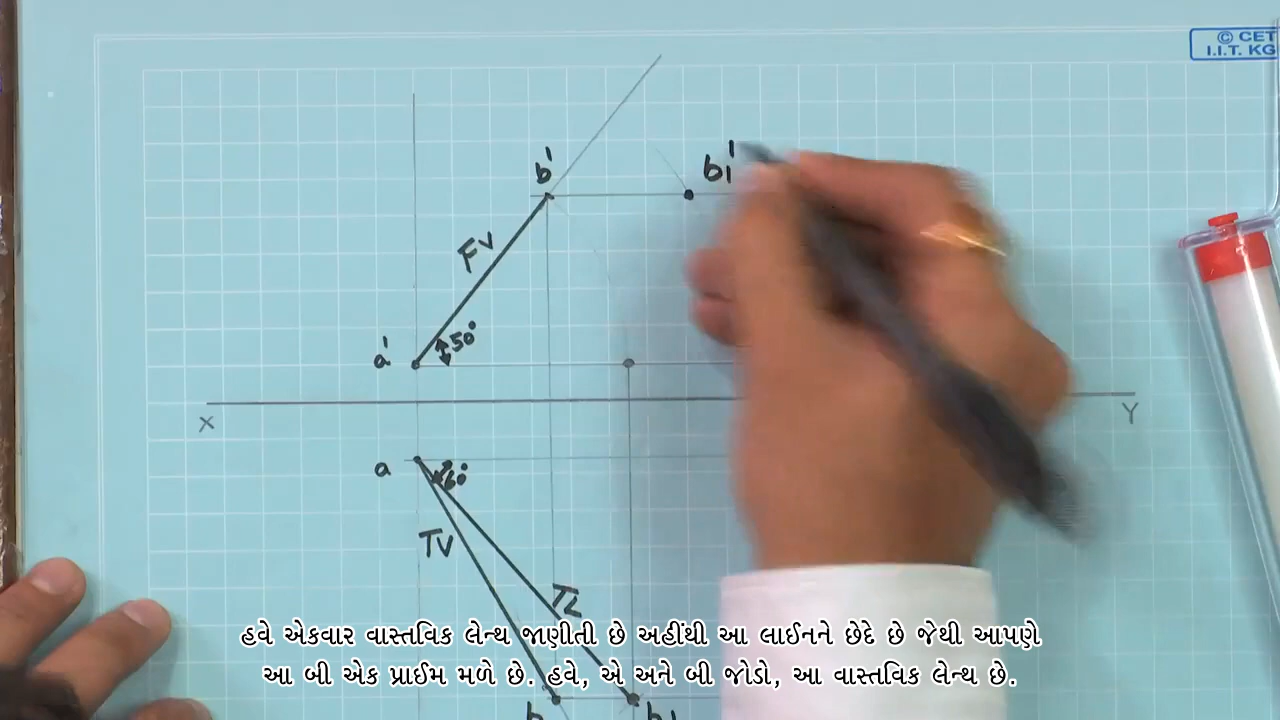 © CET
I.I.T. KG
b'
b₁'
FV
50°
a'
X
Y
a
60°
TV
TL
હવે એકવાર વાસ્તવિક લેન્થ જાણીતી છે અહીંથી આ લાઈનને છેદે છે જેથી આપણે
આ બી એક પ્રાઈમ મળે છે. હવે, એ અને બી જોડો, આ વાસ્તવિક લેન્થ છે.